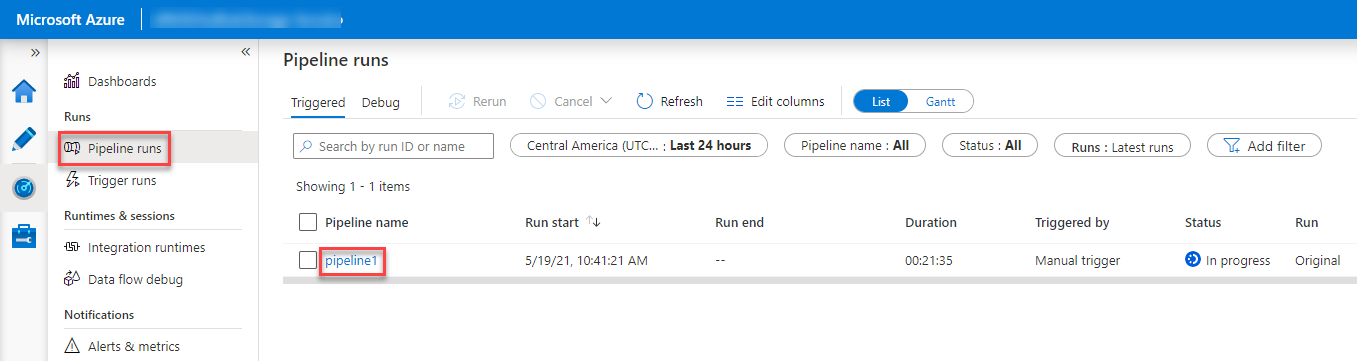 Microsoft Azure
» «
Pipeline runs
Dashboards
Triggered Debug Rerun Cancel Refresh Edit columns List Gantt
Runs
Pipeline runs
Search by run ID or name Central America (UTC... : Last 24 hours Pipeline name : All Status : All Runs : Latest runs Add filter
Trigger runs
Showing 1 - 1 items
Runtimes & sessions
Pipeline name Run start ↑↓ Run end Duration Triggered by Status Run
Integration runtimes
pipeline1 5/19/21, 10:41:21 AM -- 00:21:35 Manual trigger In progress Original
Data flow debug
Notifications
Alerts & metrics